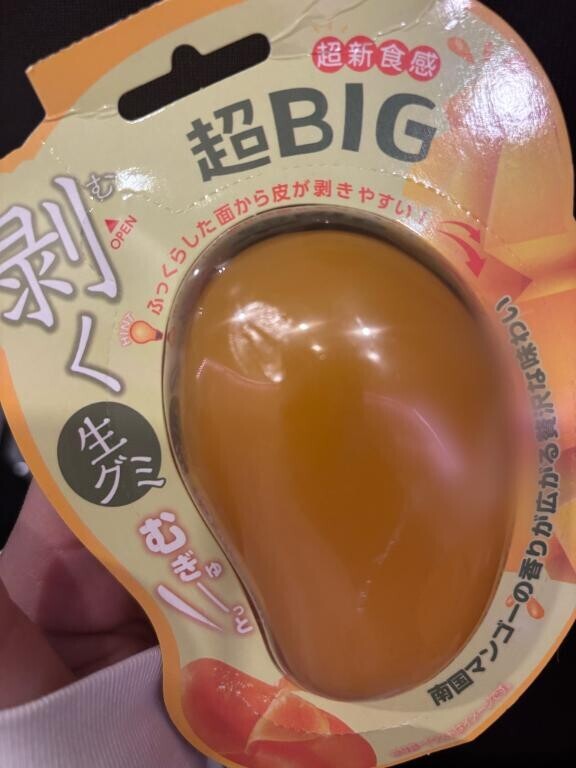 超新食感
超BIG
剥く
む
OPEN
HINT
ふっくらした面から皮が剥きやすい!
生
グミ
むぎゅーっと
南国マンゴーの香りが広がる贅沢な味わい